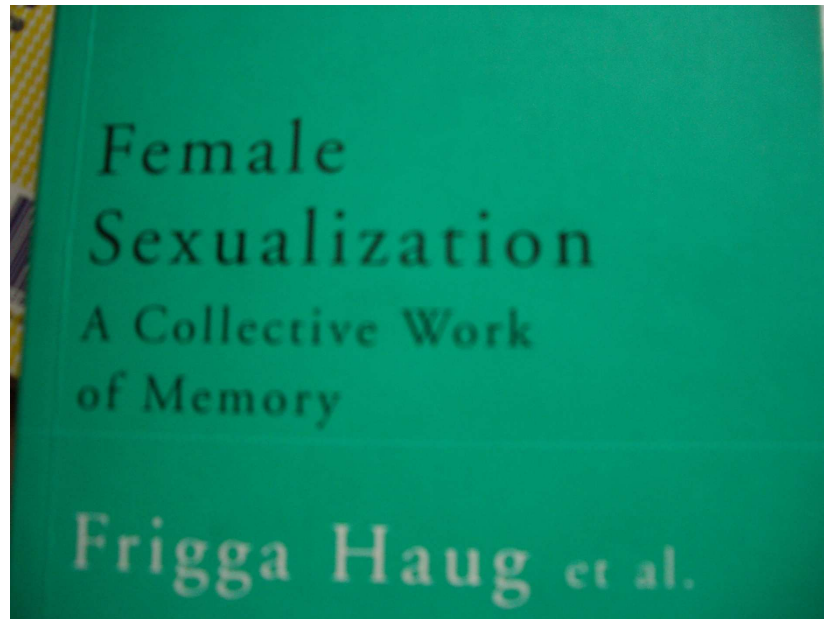 Female
Sexualization
A Collective Work
of Memory
Frigga Haug et al.